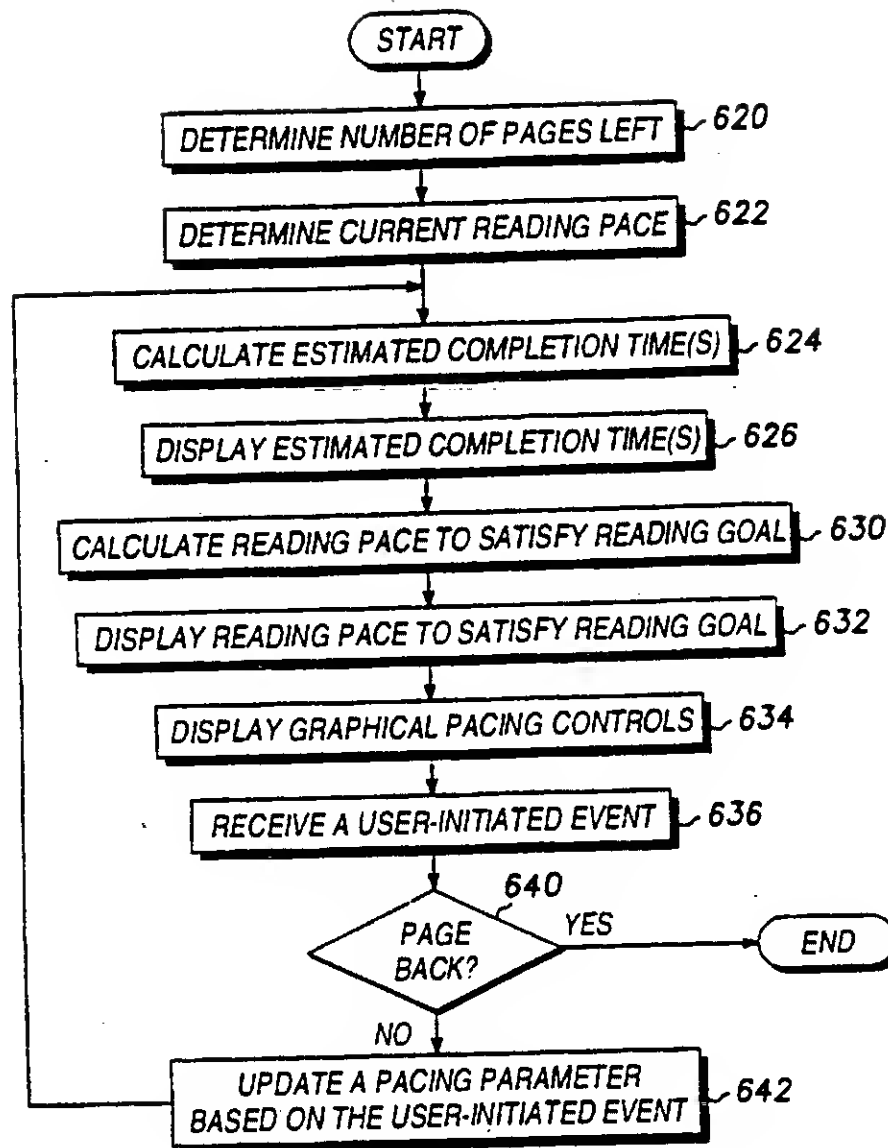 START
DETERMINE NUMBER OF PAGES LEFT 620
DETERMINE CURRENT READING PACE 622
CALCULATE ESTIMATED COMPLETION TIME(S) 624
DISPLAY ESTIMATED COMPLETION TIME(S) 626
CALCULATE READING PACE TO SATISFY READING GOAL 630
DISPLAY READING PACE TO SATISFY READING GOAL 632
DISPLAY GRAPHICAL PACING CONTROLS 634
RECEIVE A USER-INITIATED EVENT 636
640
PAGE
BACK?
YES
END
NO
UPDATE A PACING PARAMETER
BASED ON THE USER-INITIATED EVENT 642